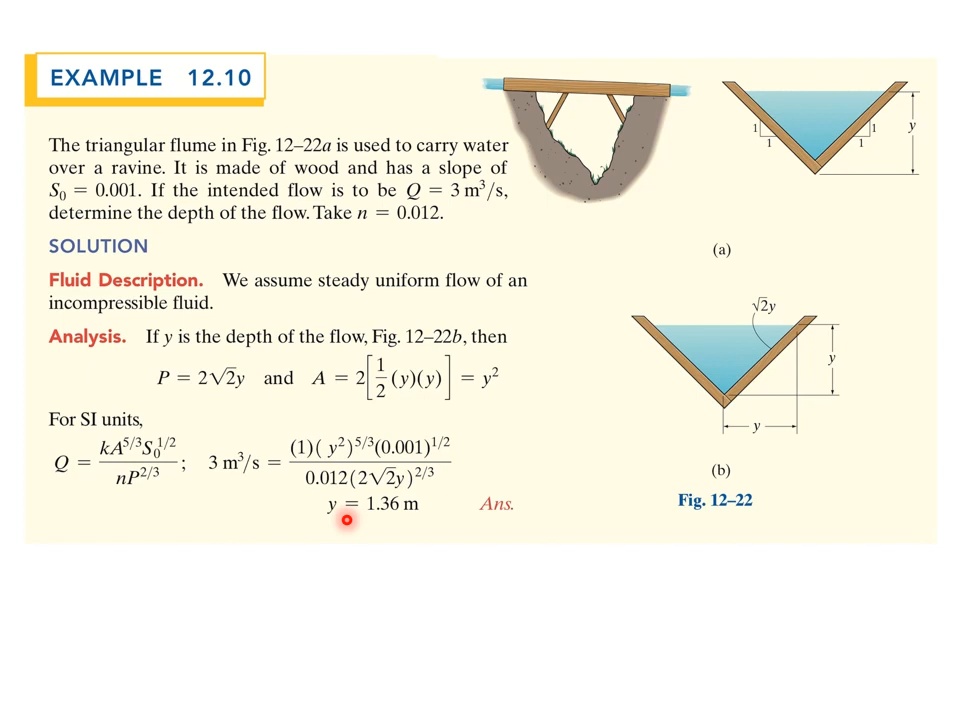 EXAMPLE 12.10
The triangular flume in Fig. 12–22a is used to carry water
over a ravine. It is made of wood and has a slope of
S₀ = 0.001. If the intended flow is to be Q = 3 m³/s,
determine the depth of the flow. Take n = 0.012.
SOLUTION
Fluid Description. We assume steady uniform flow of an
incompressible fluid.
Analysis. If y is the depth of the flow, Fig. 12–22b, then
P = 2√2y and A = 2[1/2 (y)(y)] = y²
For SI units,
Q = kA^5/3 S₀^1/2 / nP^2/3 ; 3 m³/s = (1)(y²)^5/3 (0.001)^1/2 / 0.012(2√2y)^2/3
y = 1.36 m Ans.
1
1
1
1
y
(a)
√2y
y
y
(b)
Fig. 12–22